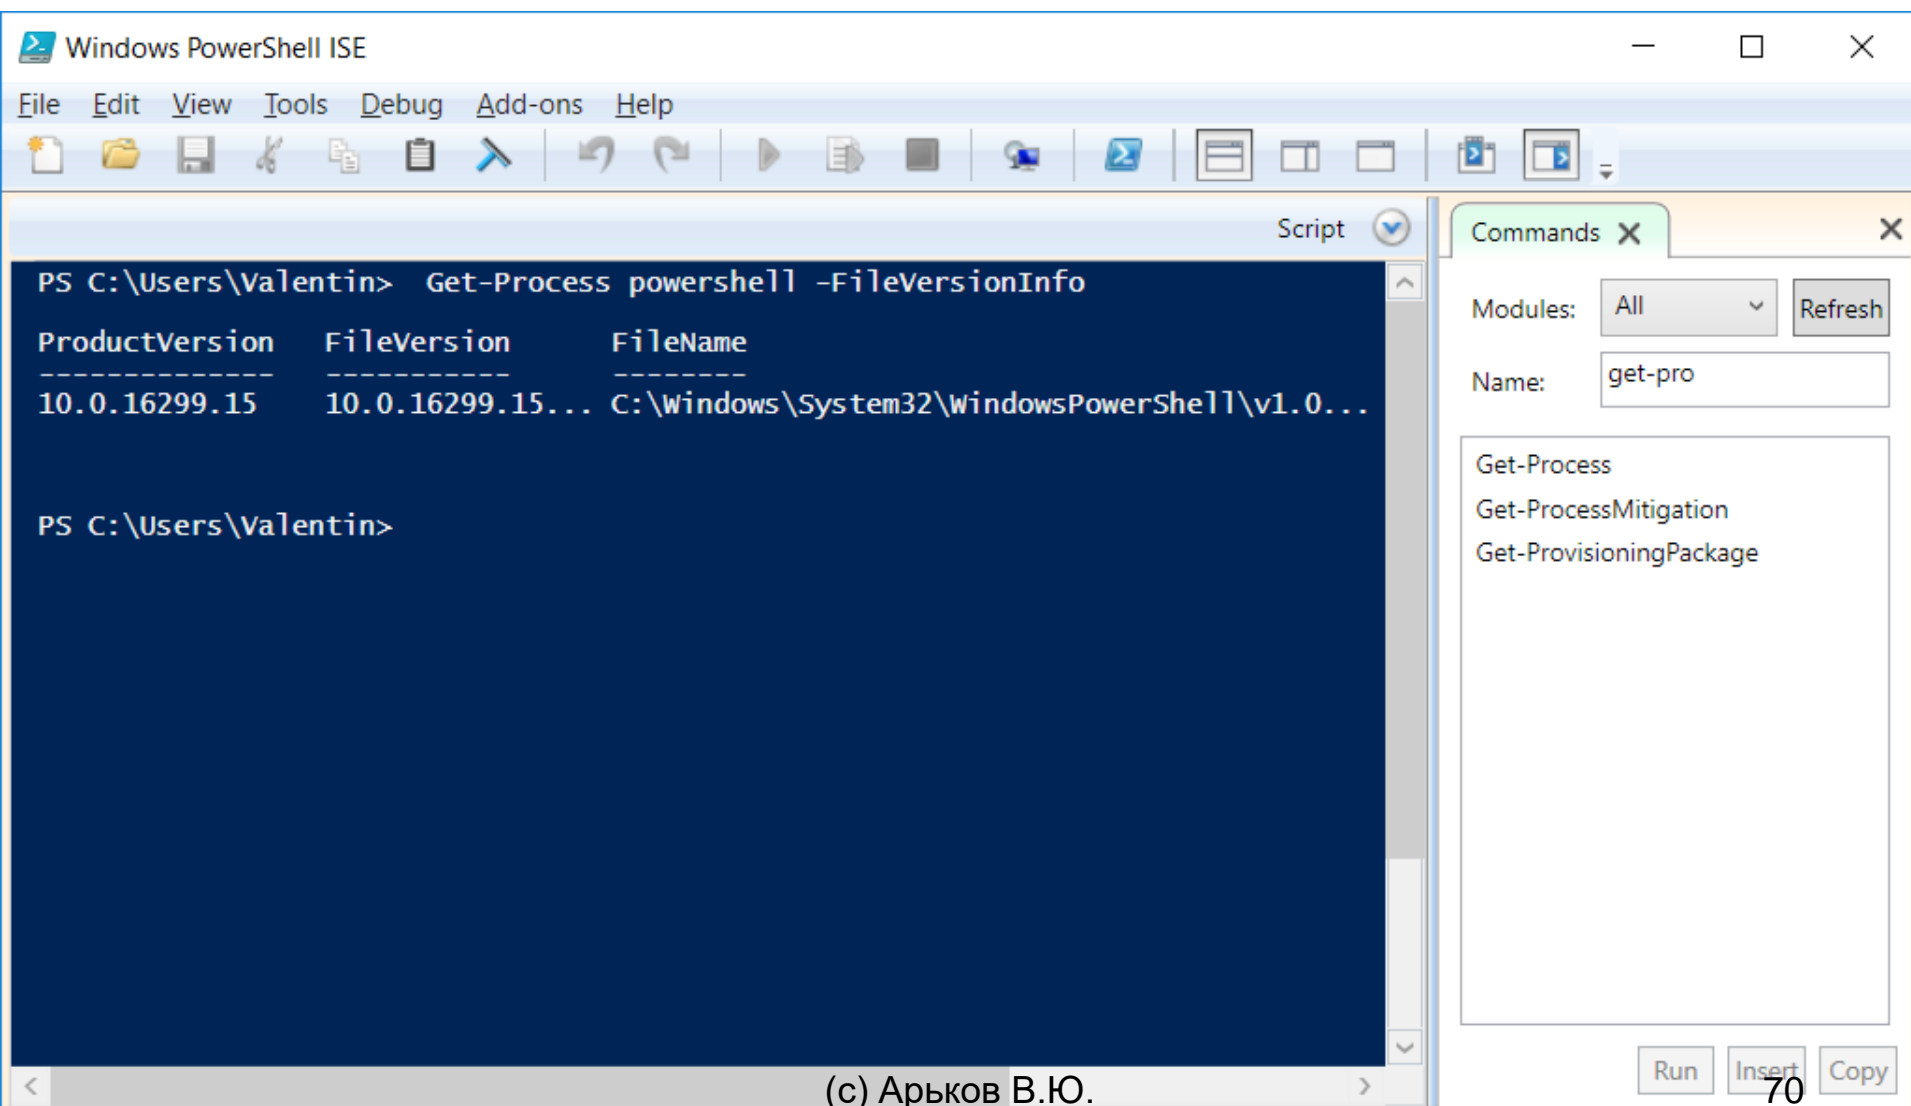 Windows PowerShell ISE
File Edit View Tools Debug Add-ons Help
Script
PS C:\Users\Valentin>  Get-Process powershell -FileVersionInfo
ProductVersion   FileVersion      FileName
--------------   -----------      --------
10.0.16299.15    10.0.16299.15... C:\Windows\System32\WindowsPowerShell\v1.0...
PS C:\Users\Valentin>
Commands
Modules: All Refresh
Name: get-pro
Get-Process
Get-ProcessMitigation
Get-ProvisioningPackage
Run Insert Copy
(c) Арьков В.Ю.
70